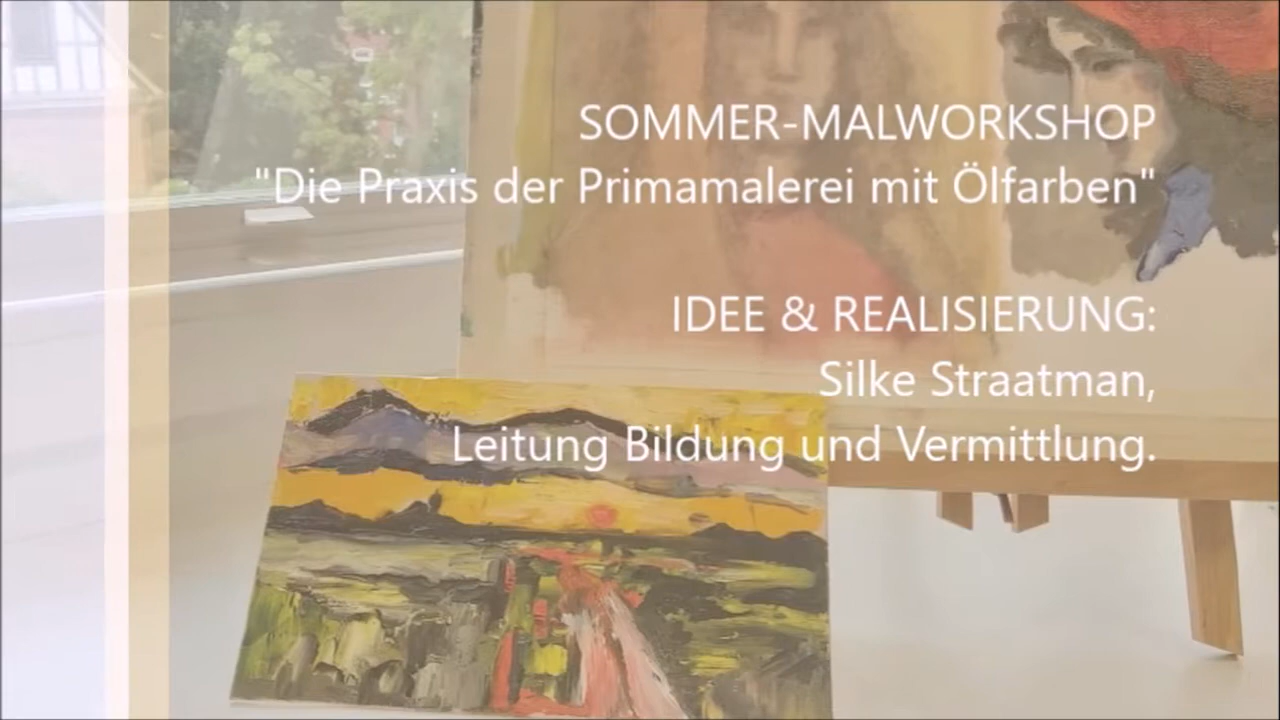 SOMMER-MALWORKSHOP
"Die Praxis der Primamalerei mit Ölfarben"
IDEE & REALISIERUNG:
Silke Straatman,
Leitung Bildung und Vermittlung.